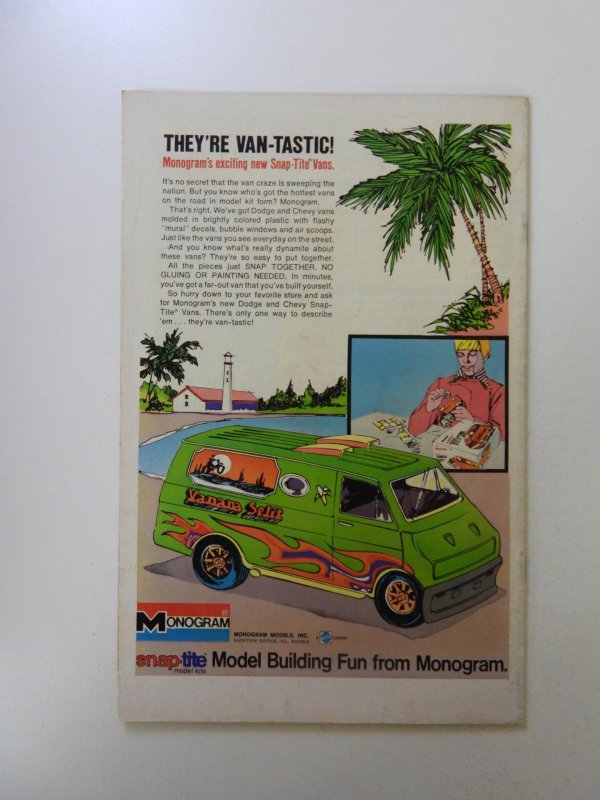 THEY'RE VAN-TASTIC!
Monogram's exciting new Snap-Tite® Vans.
It's no secret that the van craze is sweeping the
nation. But you know who's got the hottest vans
on the road in model kit form? Monogram.
That's right. We've got Dodge and Chevy vans
molded in brightly colored plastic with flashy
"mural" decals, bubble windows and air scoops.
Just like the vans you see everyday on the street.
And you know what's really dynamite about
these vans? They're so easy to put together.
All the pieces just SNAP TOGETHER. NO
GLUING OR PAINTING NEEDED. In minutes,
you've got a far-out van that you've built yourself.
So hurry down to your favorite store and ask
for Monogram's new Dodge and Chevy Snap-
Tite® Vans. There's only one way to describe
'em . . . they're van-tastic!
Vanana Split
MONOGRAM®
MONOGRAM MODELS, INC.
MORTON GROVE, ILL. 60053
snap-tite
model kits
Model Building Fun from Monogram.